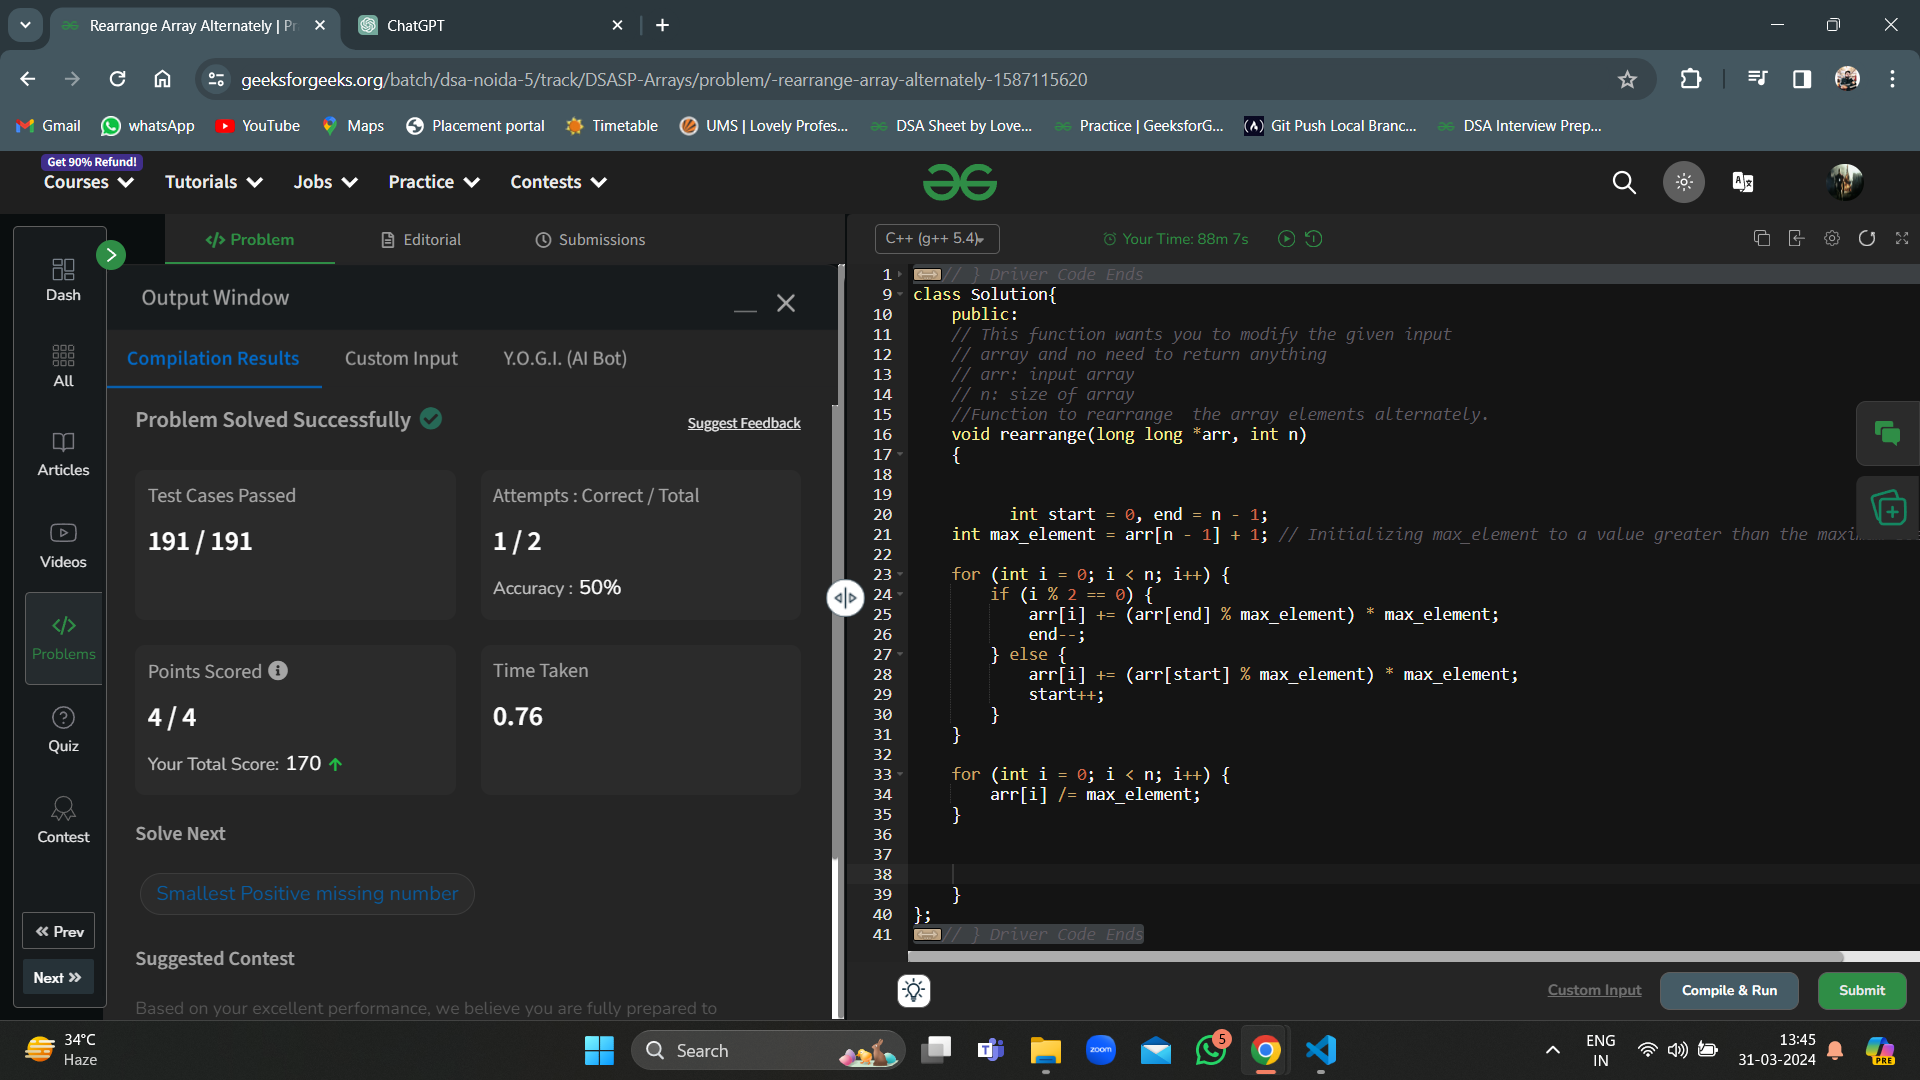 Rearrange Array Alternately | Pr
ChatGPT
geeksforgeeks.org/batch/dsa-noida-5/track/DSASP-Arrays/problem/-rearrange-array-alternately-1587115620
Gmail
whatsApp
YouTube
Maps
Placement portal
Timetable
UMS | Lovely Profes...
DSA Sheet by Love...
Practice | GeeksforG...
Git Push Local Branc...
DSA Interview Prep...
Get 90% Refund!
Courses
Tutorials
Jobs
Practice
Contests
Dash
All
Articles
Videos
Problems
Quiz
Contest
Prev
Next
Problem
Editorial
Submissions
Output Window
Compilation Results
Custom Input
Y.O.G.I. (AI Bot)
Problem Solved Successfully
Suggest Feedback
Test Cases Passed
191 / 191
Attempts : Correct / Total
1 / 2
Accuracy : 50%
Points Scored
4 / 4
Your Total Score: 170
Time Taken
0.76
Solve Next
Smallest Positive missing number
Suggested Contest
Based on your excellent performance, we believe you are fully prepared to
C++ (g++ 5.4)
Your Time: 88m 7s
1 // } Driver Code Ends
9 class Solution{
10 public:
11 // This function wants you to modify the given input
12 // array and no need to return anything
13 // arr: input array
14 // n: size of array
15 //Function to rearrange  the array elements alternately.
16 void rearrange(long long *arr, int n)
17 {
18
19
20 int start = 0, end = n - 1;
21 int max_element = arr[n - 1] + 1; // Initializing max_element to a value greater than the
22
23 for (int i = 0; i < n; i++) {
24 if (i % 2 == 0) {
25 arr[i] += (arr[end] % max_element) * max_element;
26 end--;
27 } else {
28 arr[i] += (arr[start] % max_element) * max_element;
29 start++;
30 }
31 }
32
33 for (int i = 0; i < n; i++) {
34 arr[i] /= max_element;
35 }
36
37
38
39 }
40 };
41 // } Driver Code Ends
Custom Input
Compile & Run
Submit
34°C
Haze
Search
zoom
5
ENG
IN
13:45
31-03-2024
PRE